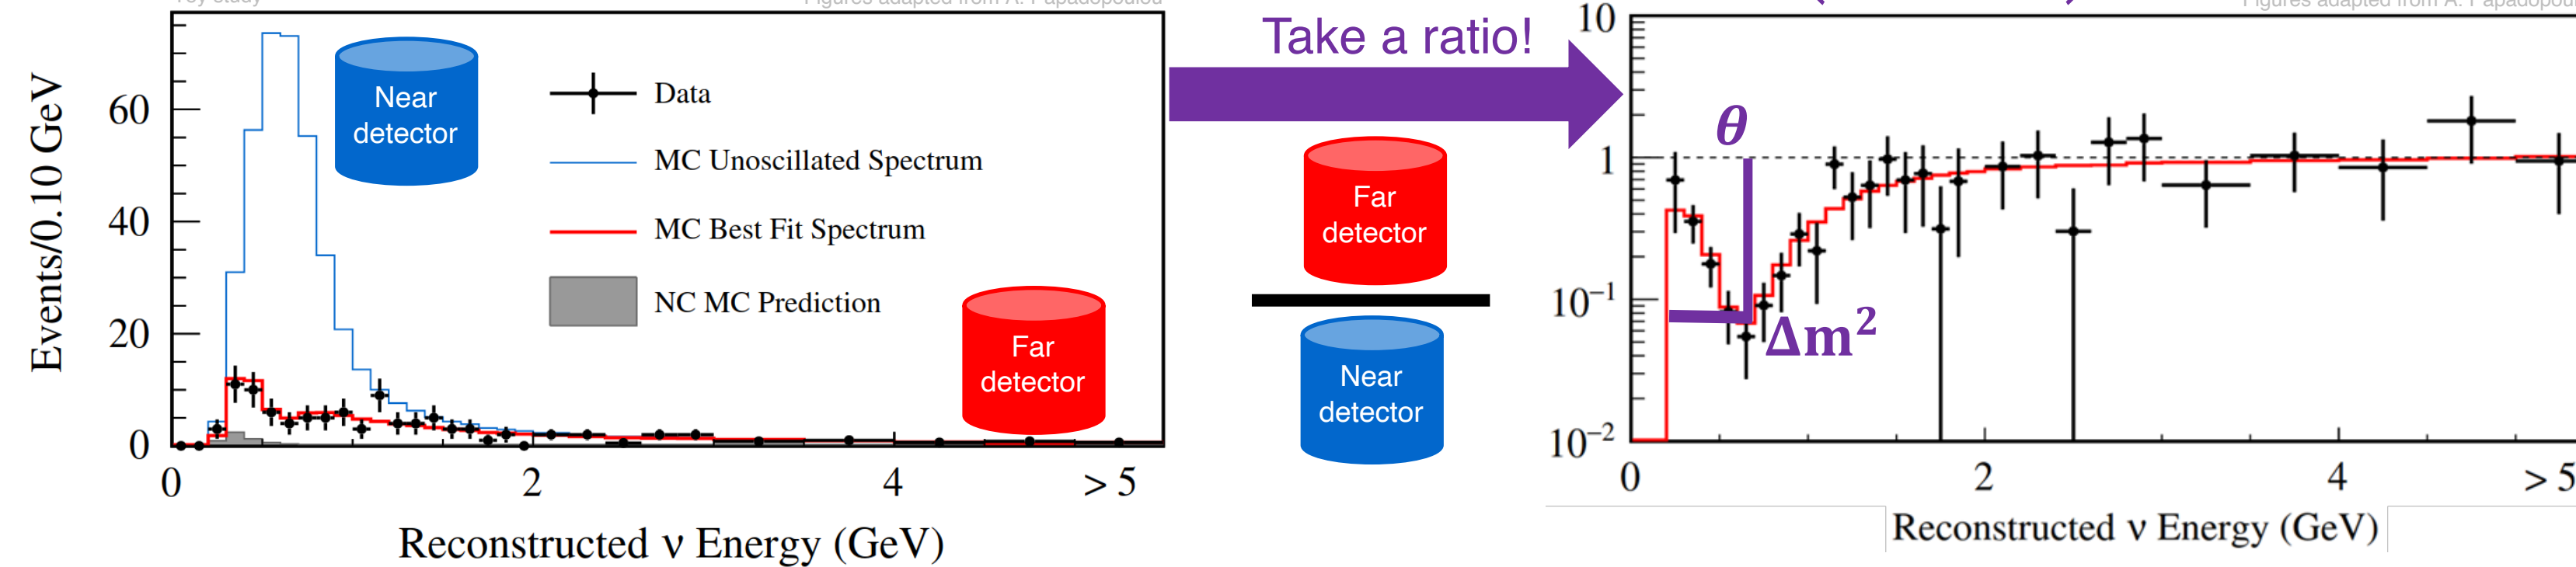 Take a ratio!
Events/0.10 GeV
60
40
20
0
Near
detector
Data
MC Unoscillated Spectrum
MC Best Fit Spectrum
NC MC Prediction
Far
detector
0
2
4
> 5
Reconstructed ν Energy (GeV)
Far
detector
Near
detector
10
1
10⁻¹
10⁻²
θ
Δm²
0
2
4
> 5
Reconstructed ν Energy (GeV)